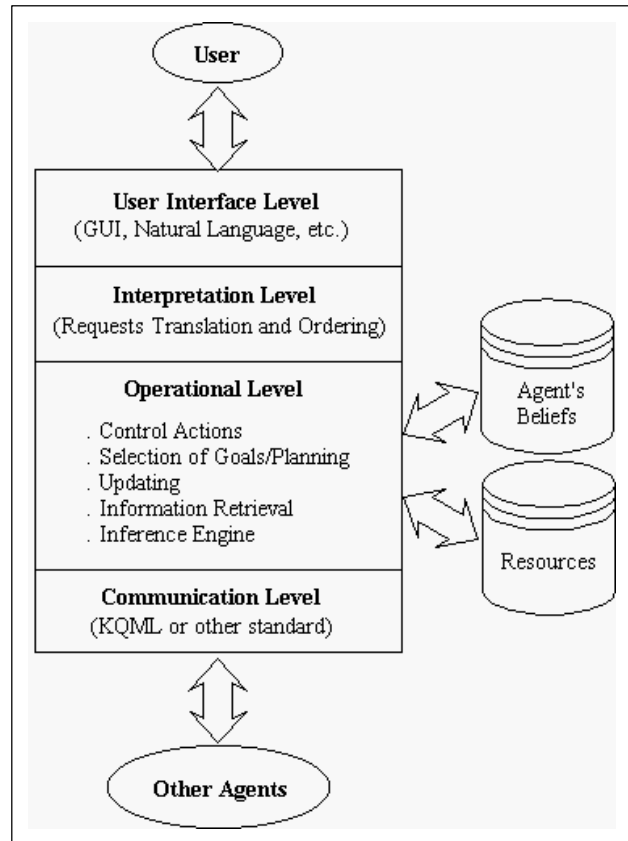 User
User Interface Level
(GUI, Natural Language, etc.)
Interpretation Level
(Requests Translation and Ordering)
Operational Level
. Control Actions
. Selection of Goals/Planning
. Updating
. Information Retrieval
. Inference Engine
Agent's
Beliefs
Resources
Communication Level
(KQML or other standard)
Other Agents